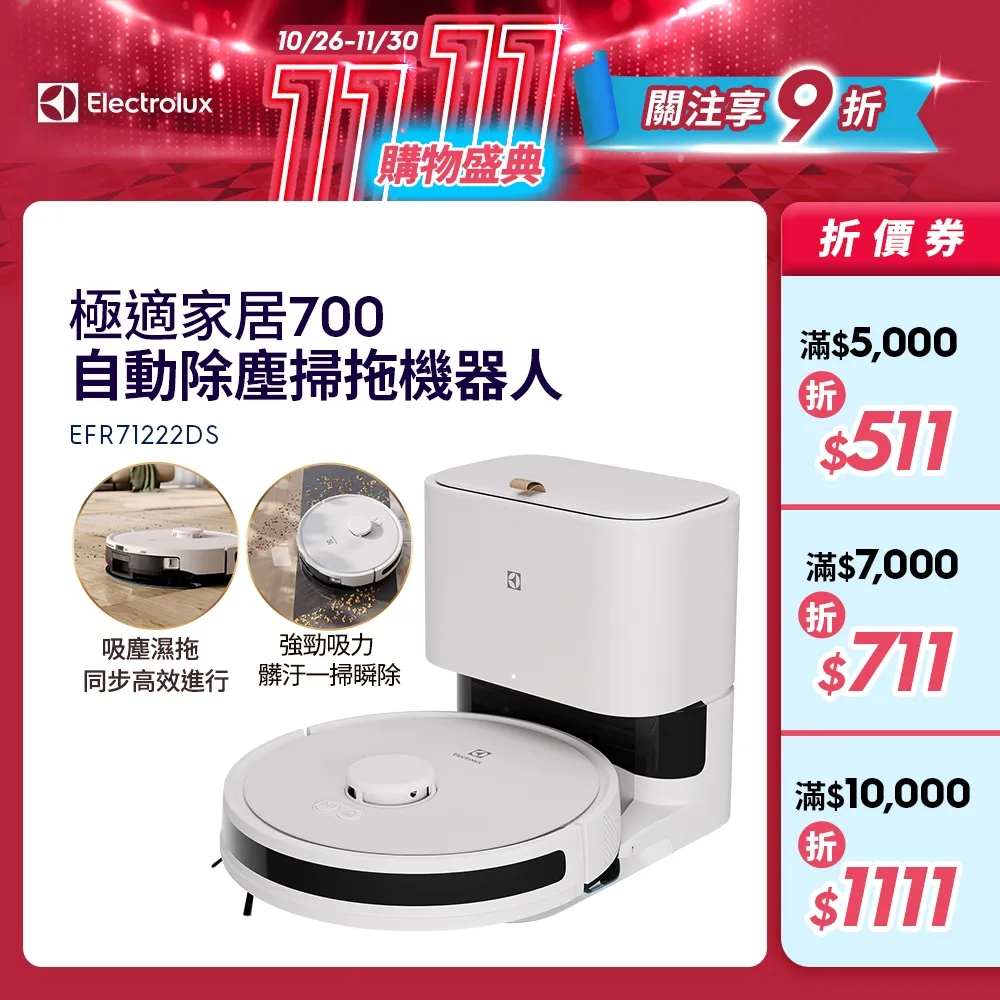 Electrolux
10/26-11/30
11 11
購物盛典
關注享9折
極適家居700
自動除塵掃拖機器人
EFR71222DS
吸塵濕拖
同步高效進行
強勁吸力
髒汙一掃瞬除
Electrolux
折價券
滿$5,000
折
$511
滿$7,000
折
$711
滿$10,000
折
$1111